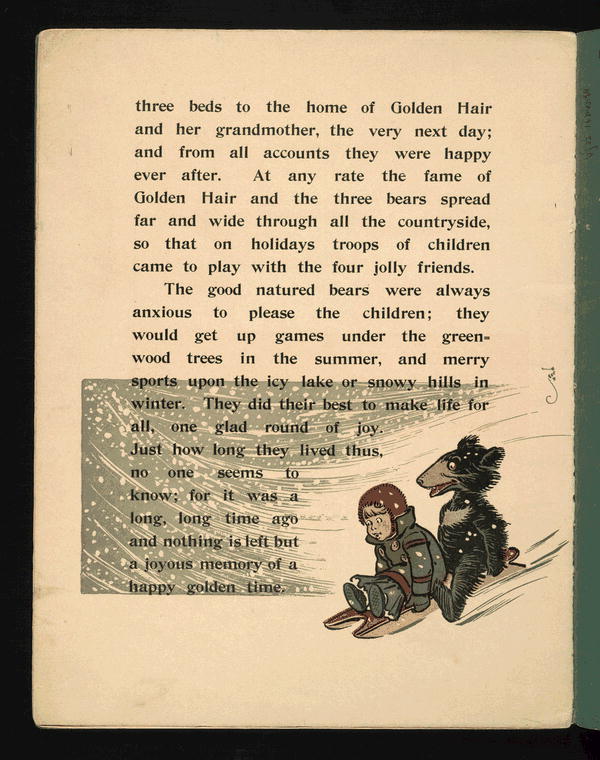 three beds to the home of Golden Hair
and her grandmother, the very next day;
and from all accounts they were happy
ever after. At any rate the fame of
Golden Hair and the three bears spread
far and wide through all the countryside,
so that on holidays troops of children
came to play with the four jolly friends.
The good natured bears were always
anxious to please the children; they
would get up games under the green-
wood trees in the summer, and merry
sports upon the icy lake or snowy hills in
winter. They did their best to make life for
all, one glad round of joy.
Just how long they lived thus,
no one seems to
know; for it was a
long, long time ago
and nothing is left but
a joyous memory of a
happy golden time.